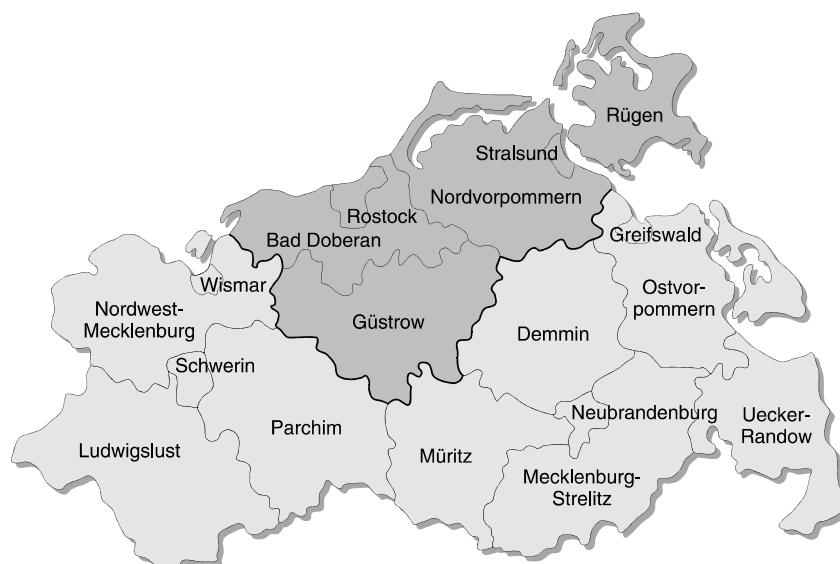 Rügen
Stralsund
Nordvorpommern
Rostock
Bad Doberan
Greifswald
Wismar
Ostvor-
pommern
Nordwest-
Mecklenburg
Güstrow
Demmin
Schwerin
Neubrandenburg
Uecker-
Randow
Parchim
Ludwigslust
Müritz
Mecklenburg-
Strelitz